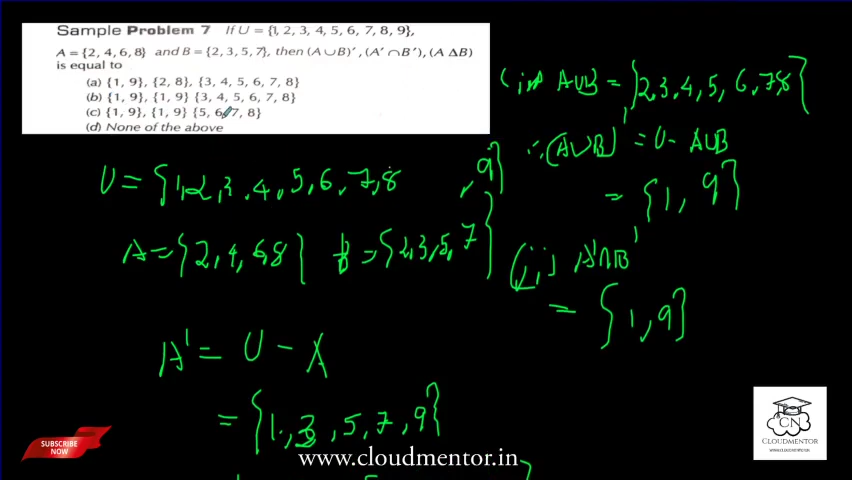 Sample Problem 7 If U = {1, 2, 3, 4, 5, 6, 7, 8, 9},
A = {2, 4, 6, 8} and B = {2, 3, 5, 7}, then (A ∪ B)′, (A′ ∩ B′), (A Δ B)
is equal to
(a) {1, 9}, {2, 8}, {3, 4, 5, 6, 7, 8}
(b) {1, 9}, {1, 9} {3, 4, 5, 6, 7, 8}
(c) {1, 9}, {1, 9} {5, 6, 7, 8}
(d) None of the above
U = {1,2,3,4,5,6,7,8,9}
A = {2,4,6,8} B = {2,3,5,7}
A' = U - A
= {1,3,5,7,9}
A∪B = {2,3,4,5,6,7,8}
∴ (A∪B)' = U - A∪B
= {1,9}
(ii) A'∩B'
= {1,9}
SUBSCRIBE
NOW
www.cloudmentor.in
CN
CLOUDMENTOR